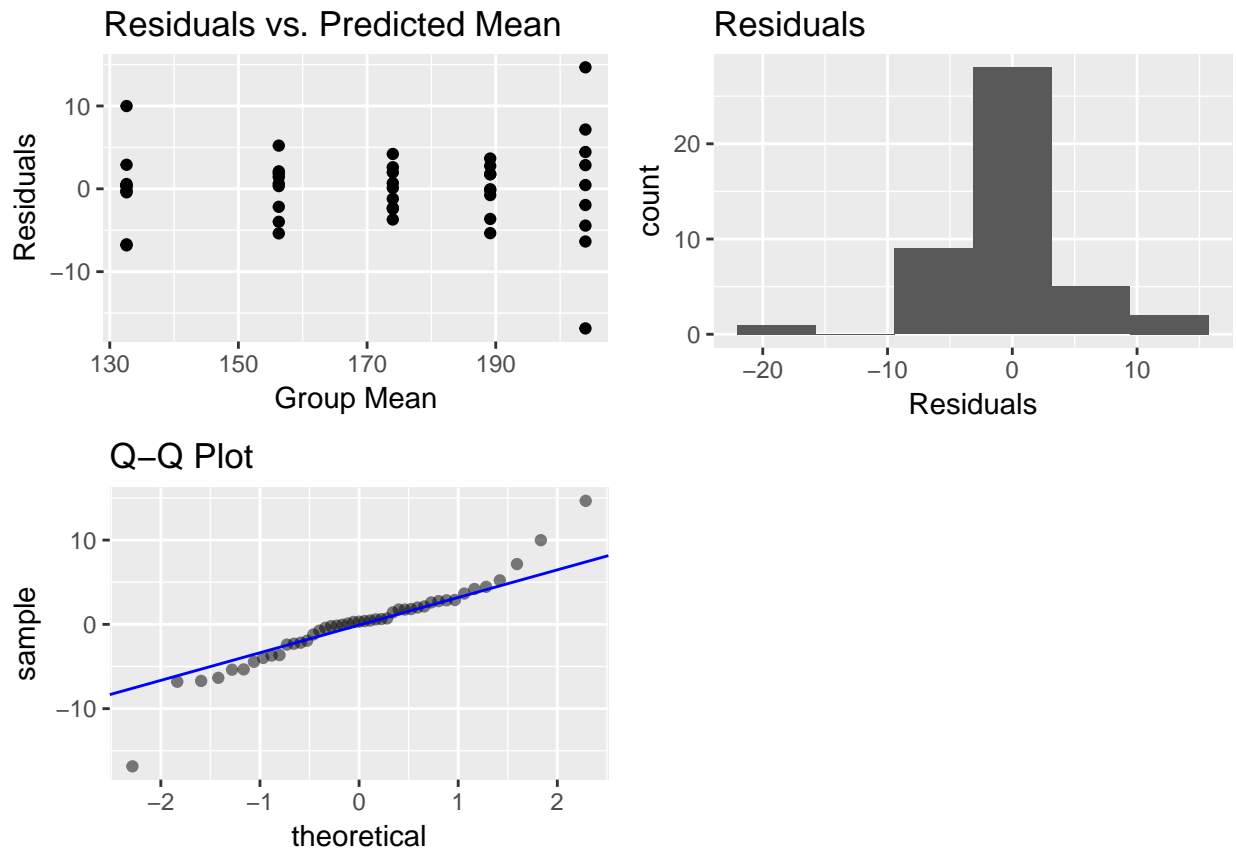 Residuals vs. Predicted Mean
10
0
−10
Residuals
130 150 170 190
Group Mean
Residuals
20
10
0
count
−20 −10 0 10
Residuals
Q−Q Plot
10
0
−10
sample
−2 −1 0 1 2
theoretical